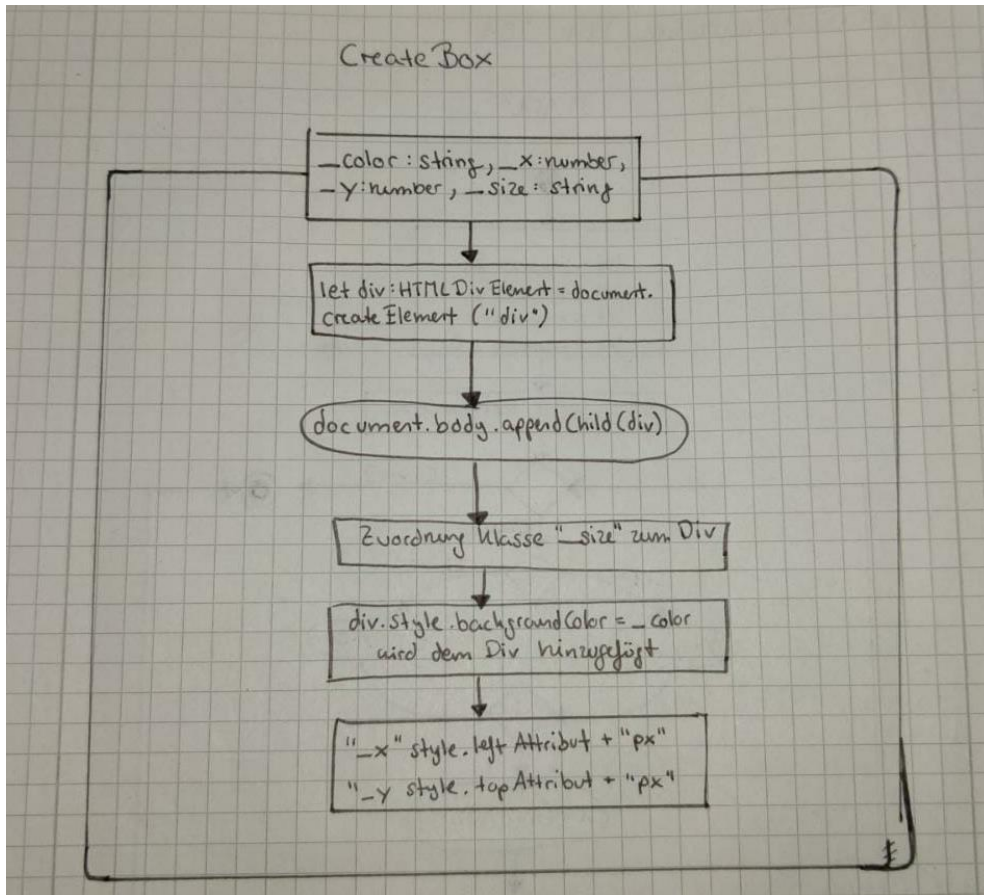 CreateBox
_color: string, _x:number,
_y:number, _size: string
let div:HTMLDivElement = document.
createElement ("div")
document.body.appendChild(div)
Zuordnung Klasse "_size" zum Div
div.style.backgroundColor = _color
wird dem Div hinzugefügt
"_x" style.left Attribut + "px"
"_y style.top Attribut + "px"